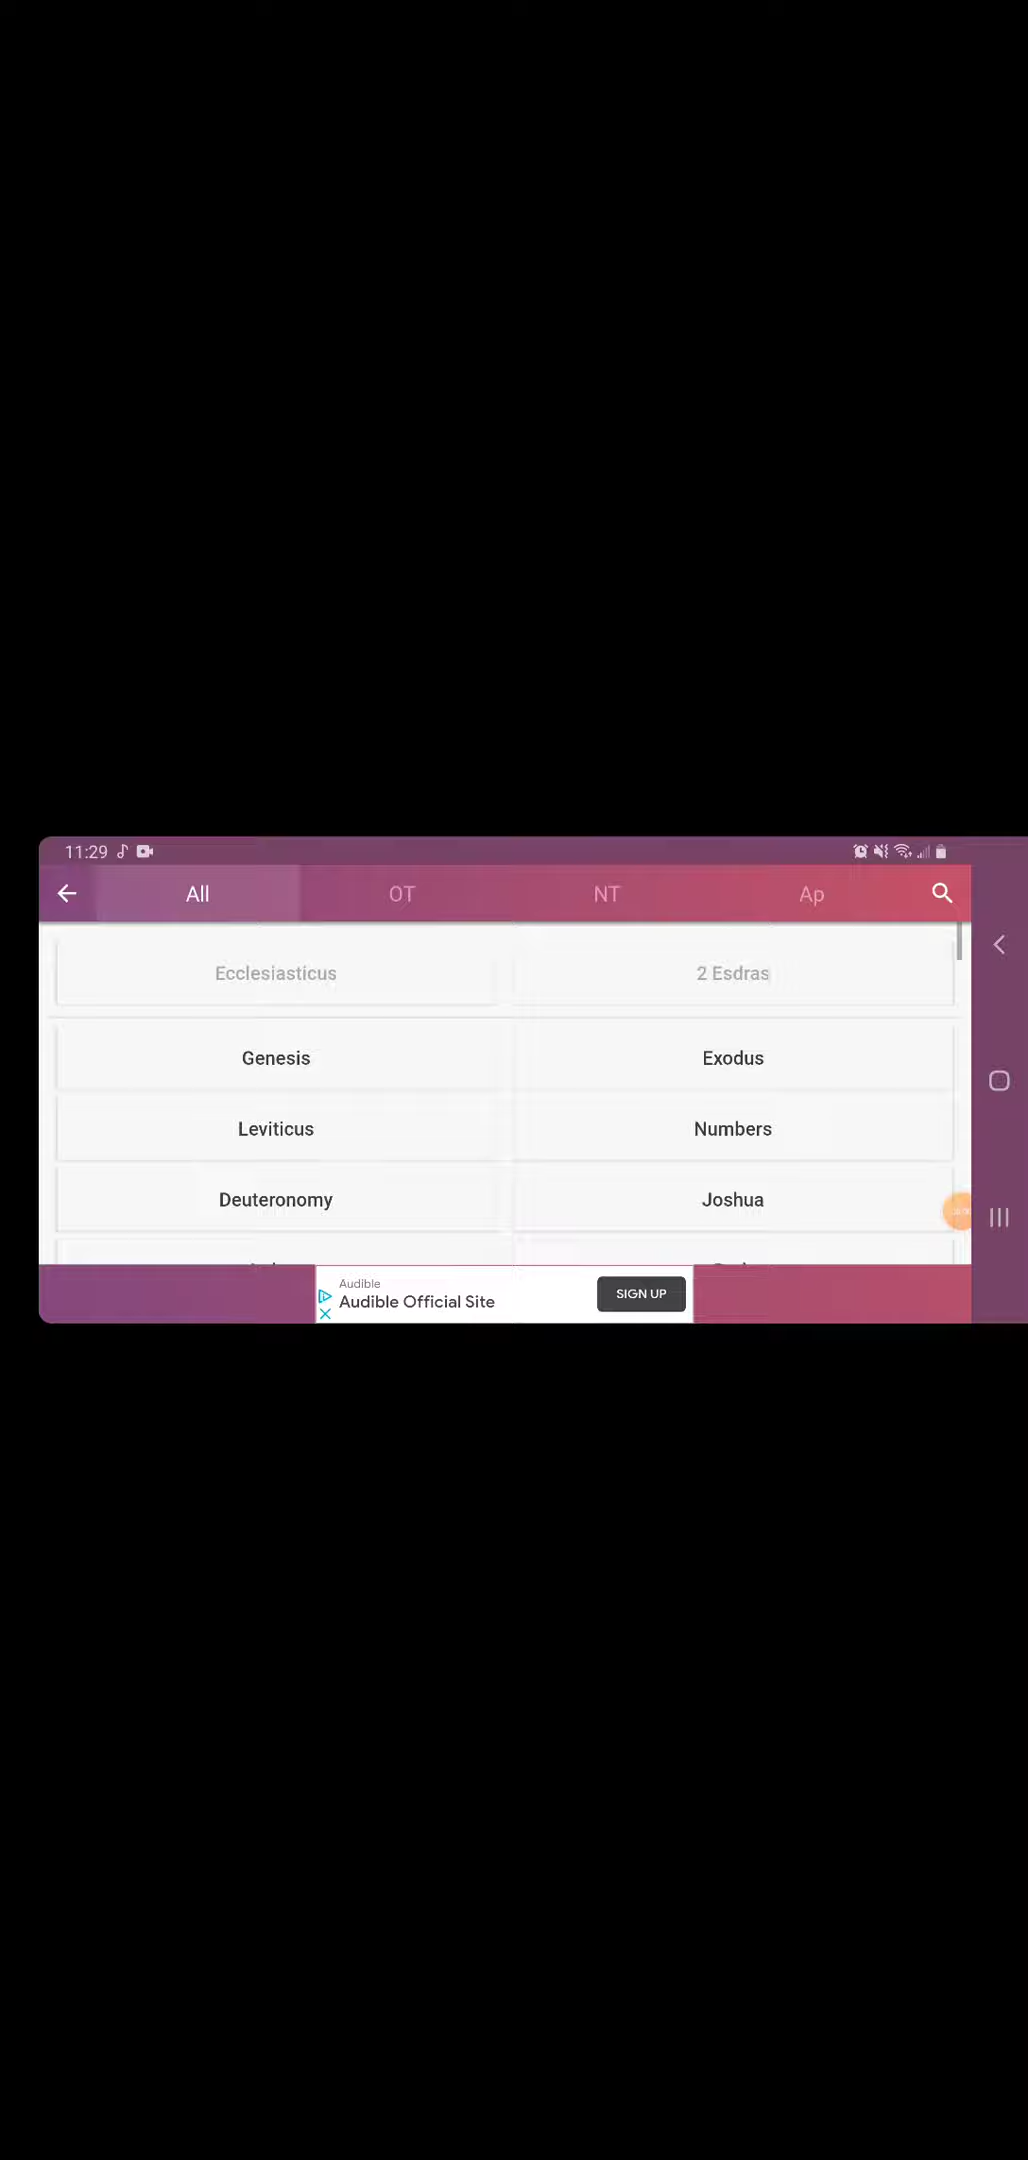 11:29
All OT NT Ap
Ecclesiasticus 2 Esdras
Genesis Exodus
Leviticus Numbers
Deuteronomy Joshua
Audible
Audible Official Site
SIGN UP